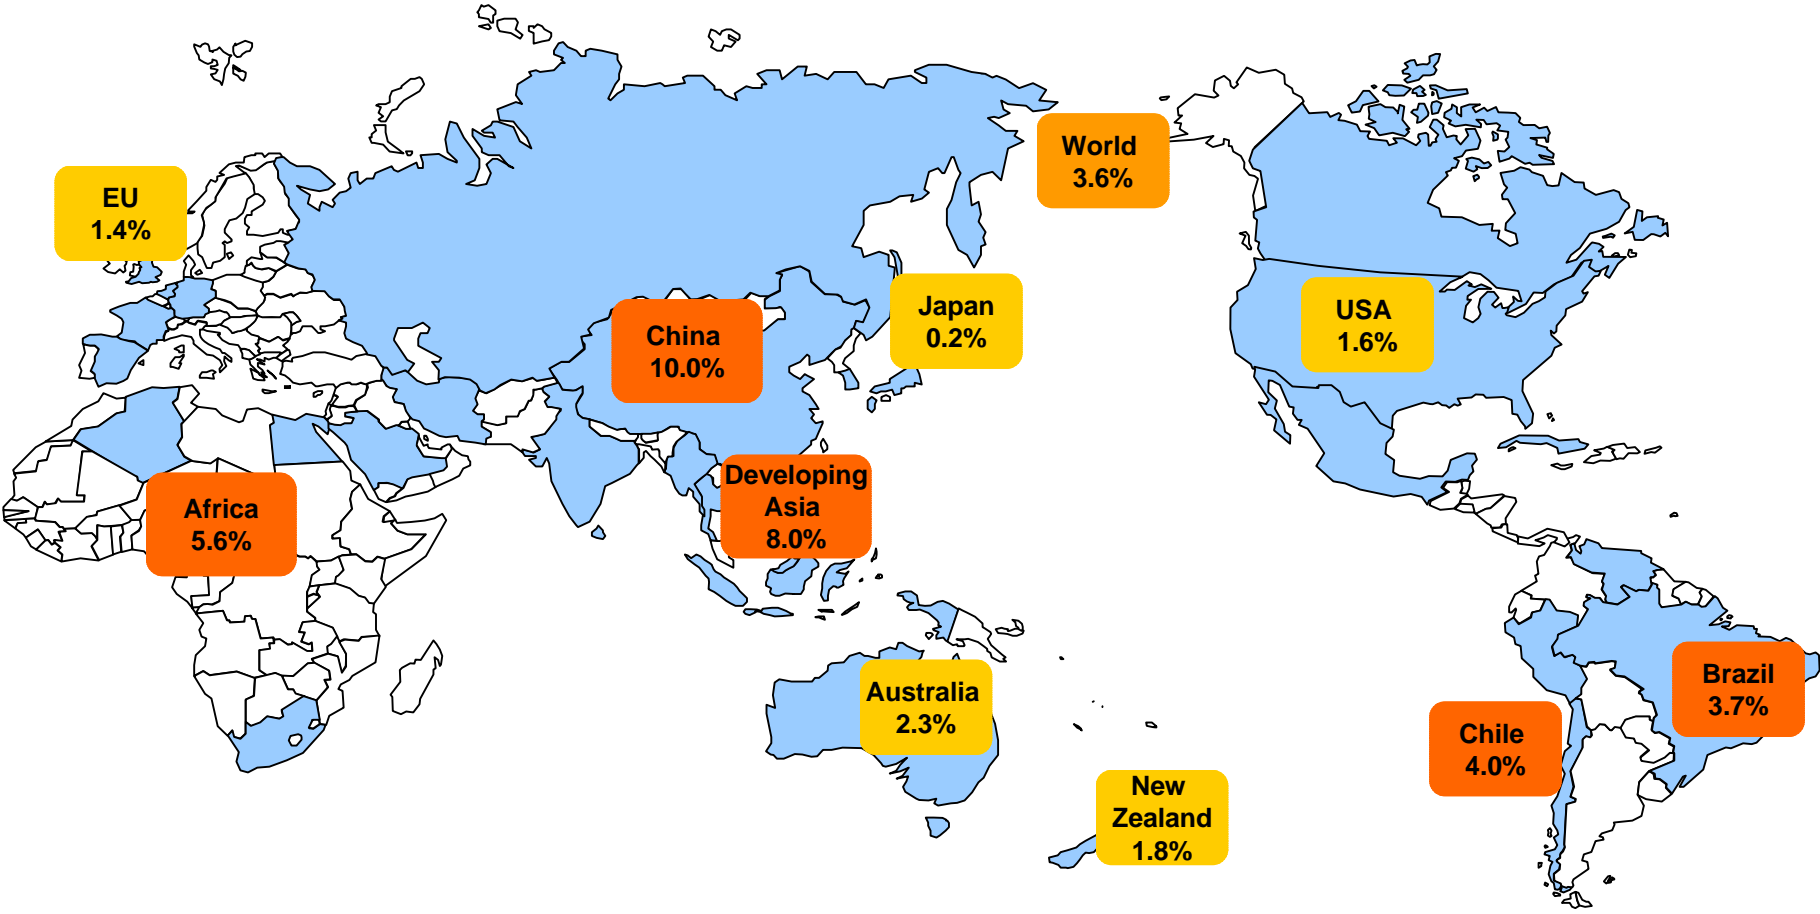 World
3.6%
EU
1.4%
Japan
0.2%
USA
1.6%
China
10.0%
Developing
Asia
8.0%
Africa
5.6%
Australia
2.3%
Brazil
3.7%
Chile
4.0%
New
Zealand
1.8%